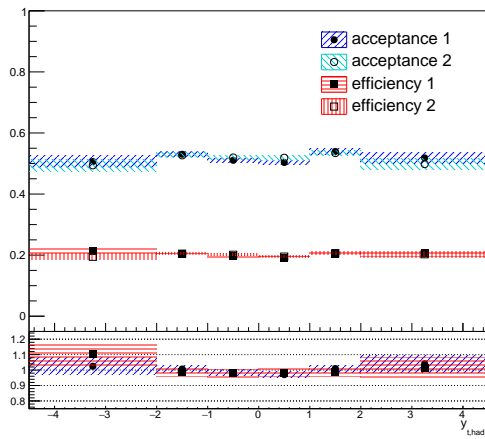 1
acceptance 1
acceptance 2
0.8
efficiency 1
efficiency 2
0.6
0.4
0.2
0
1.2
1.1
1
0.9
0.8
−4 −3 −2 −1 0 1 2 3 4
y t,had